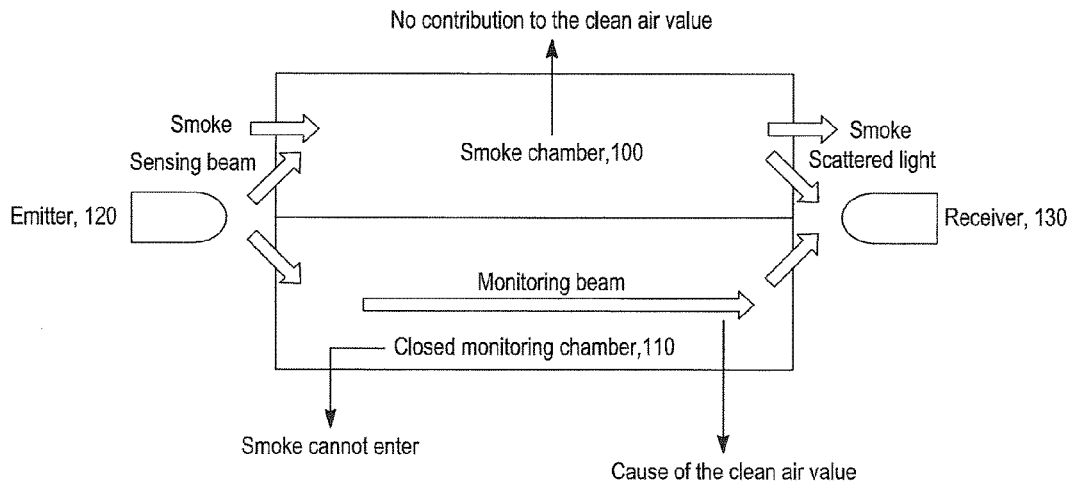 No contribution to the clean air value
Smoke
Smoke
Smoke chamber,100
Sensing beam
Scattered light
Emitter, 120
Receiver, 130
Monitoring beam
Closed monitoring chamber,110
Smoke cannot enter
Cause of the clean air value